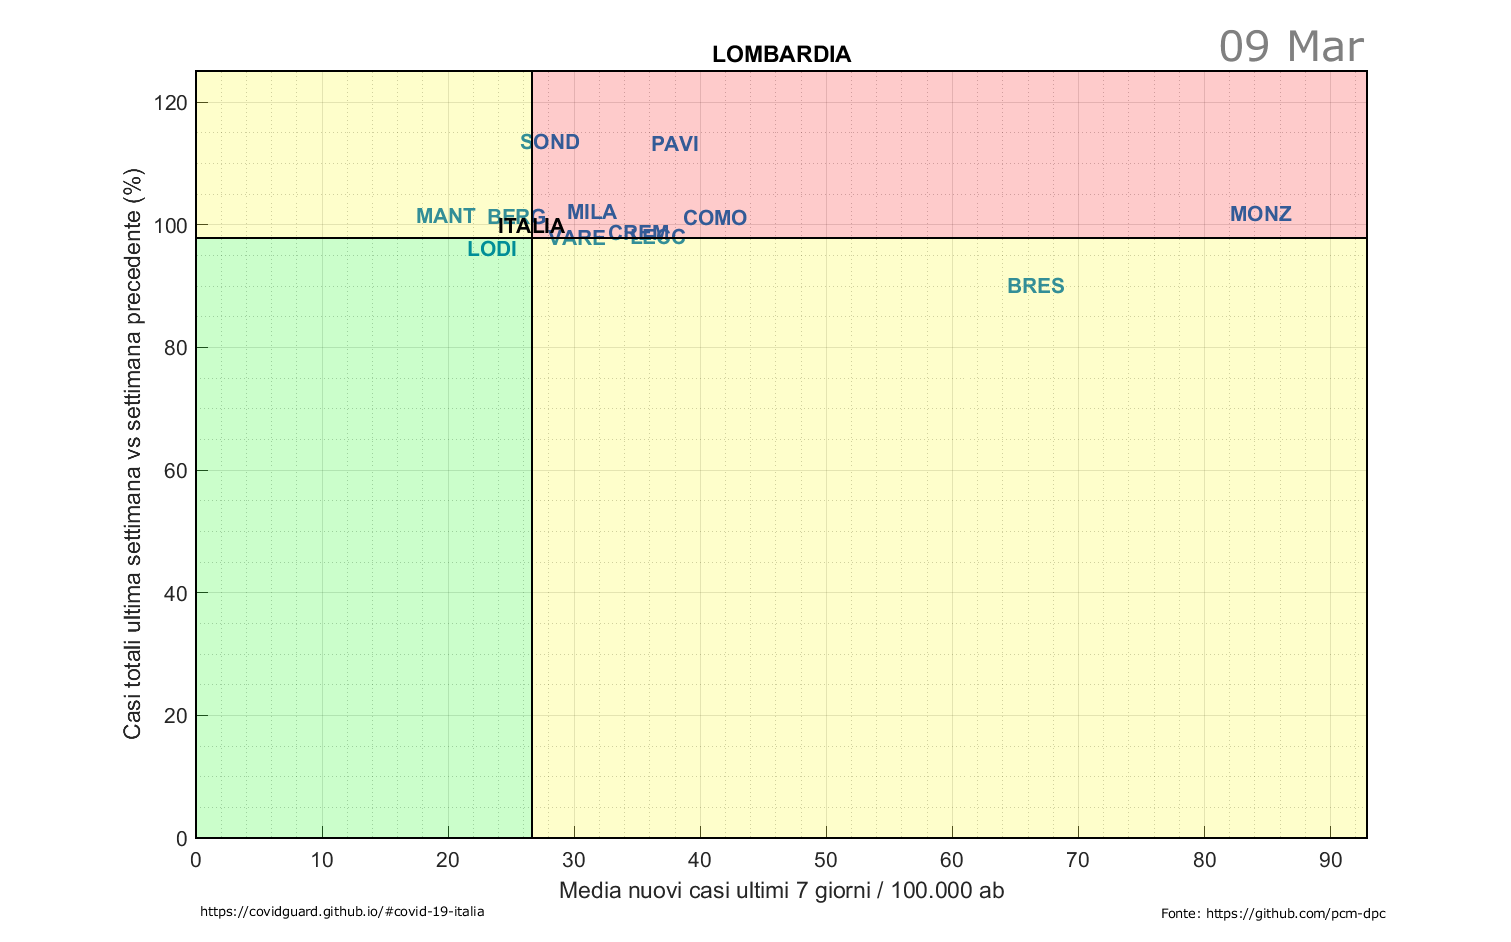 09 Mar
LOMBARDIA
120
SOND
PAVI
MANT
BERG
MILA
COMO
MONZ
100
ITALIA
CREM
VARE
LECC
LODI
BRES
80
60
40
20
0
Casi totali ultima settimana vs settimana precedente (%)
0 10 20 30 40 50 60 70 80 90
Media nuovi casi ultimi 7 giorni / 100.000 ab
https://covidguard.github.io/#covid-19-italia
Fonte: https://github.com/pcm-dpc